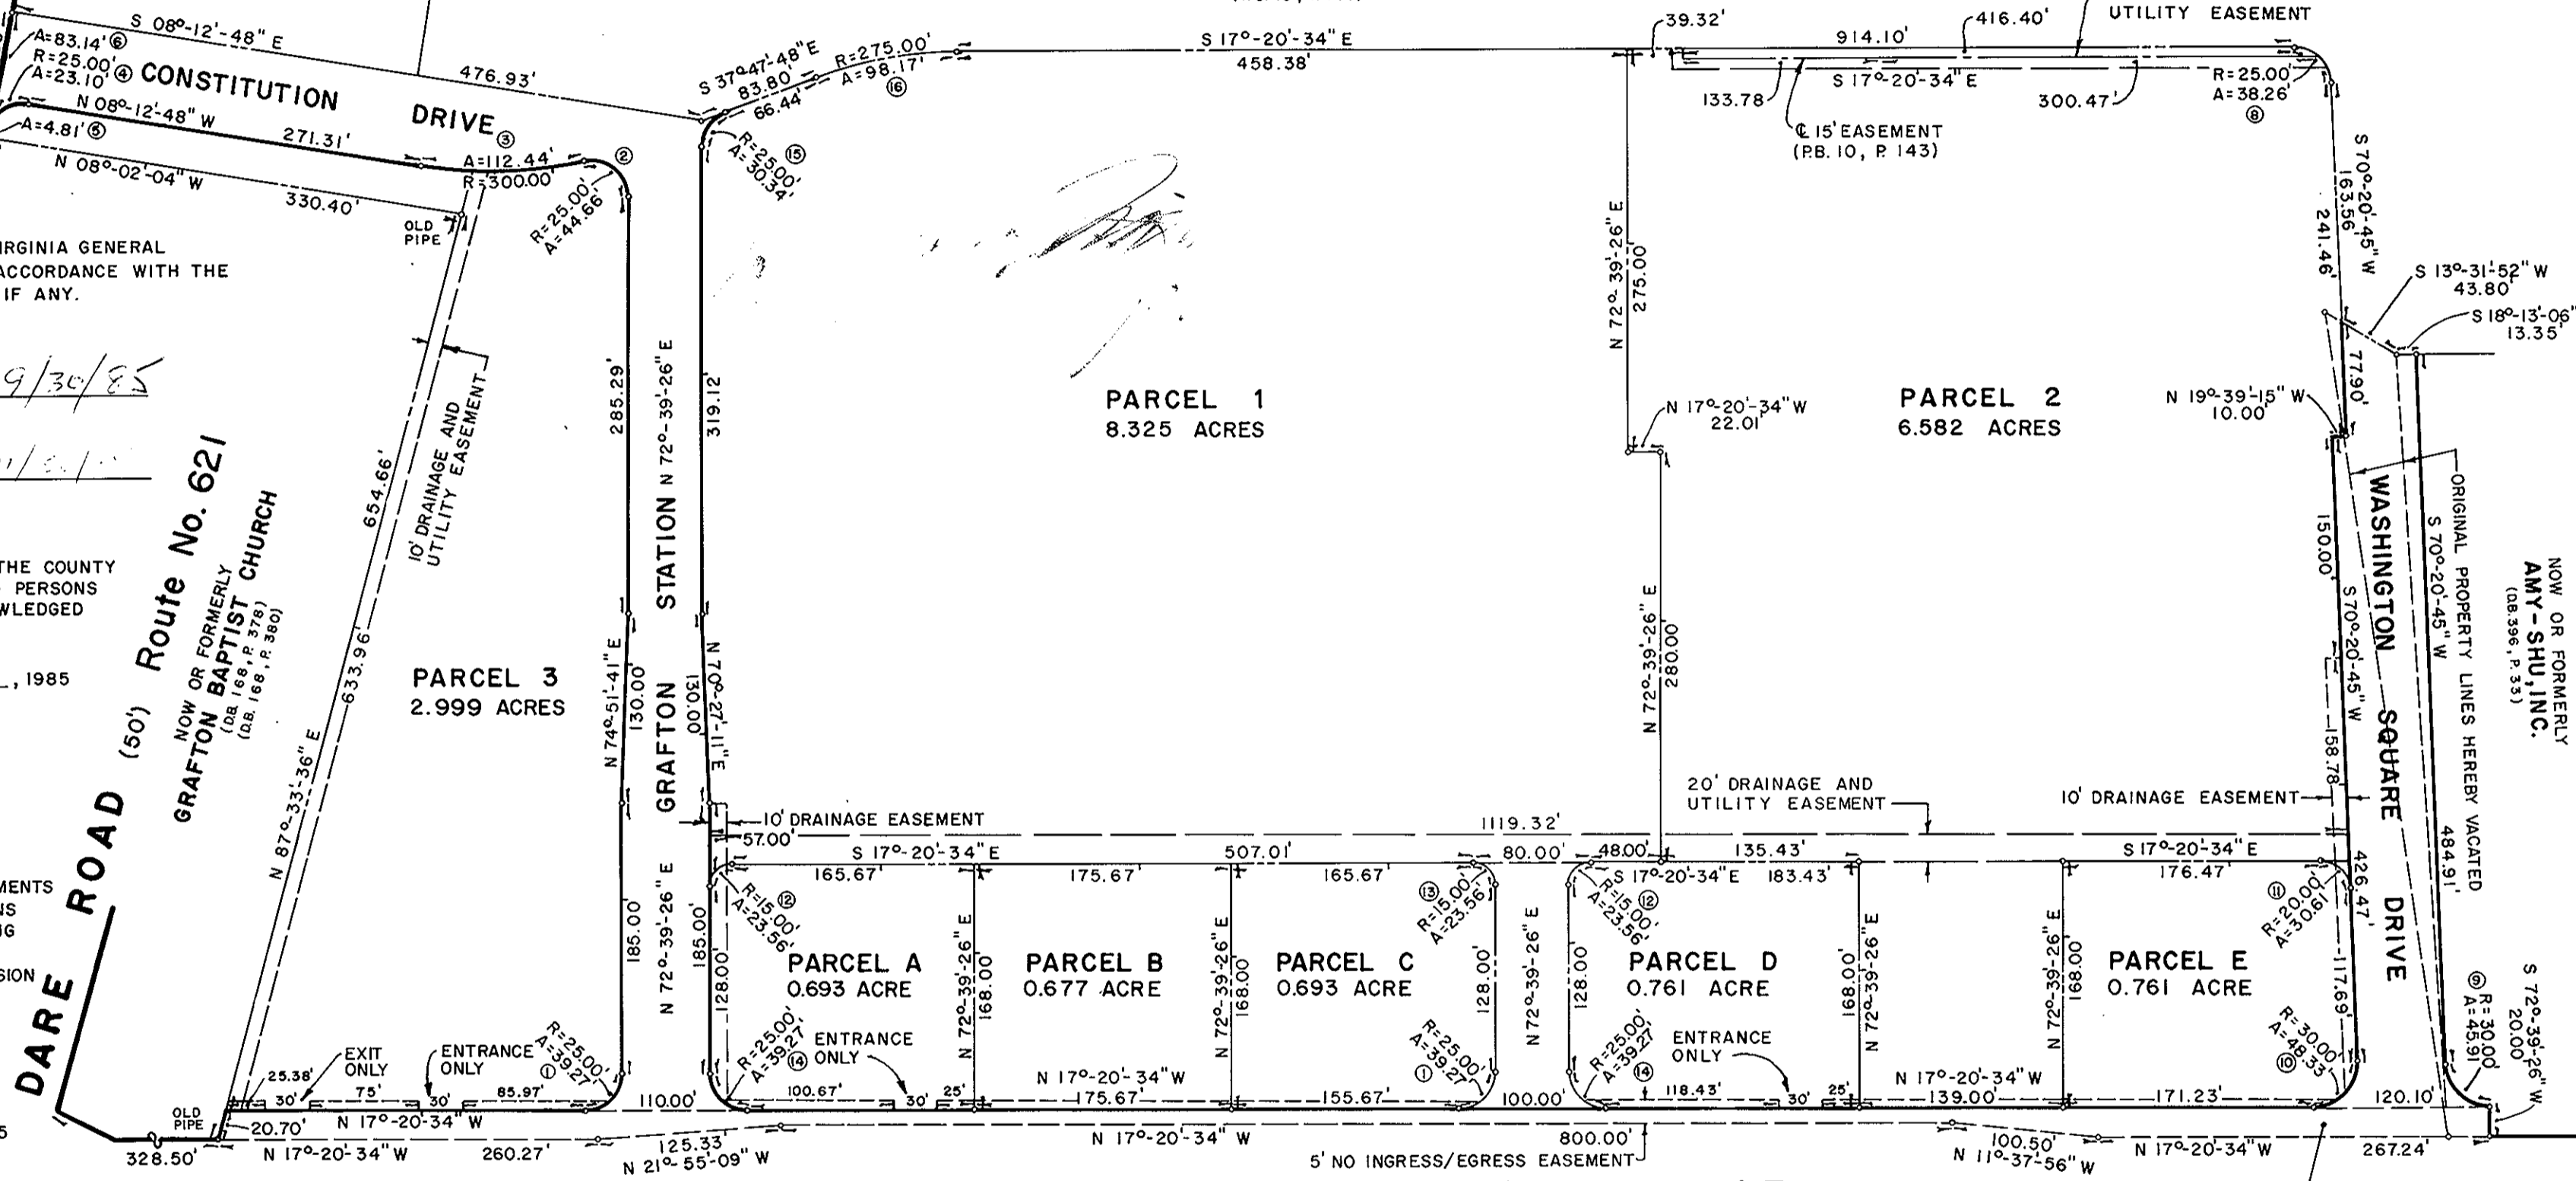 S 08°-12'-48" E
476.93'
A=83.14' ⑥
R=25.00'
A=23.10' ④
CONSTITUTION DRIVE ③
N 08°-12'-48" W
271.31'
A=4.81' ⑤
N 08°-02'-04" W
330.40'
A=112.44'
R=300.00'
②
R=25.00'
A=44.66'
OLD
PIPE
S 37°-47'-48" E
83.80'
66.44'
R=275.00'
A=98.17'
⑯
⑮
R=25.00'
A=30.34'
S 17°-20'-34" E
458.38'
39.32'
914.10'
416.40'
UTILITY EASEMENT
133.78
S 17°-20'-34" E
300.47'
℄ 15' EASEMENT
(P.B. 10, P. 143)
R=25.00'
A=38.26'
⑧
S 70°-20'-45" W
163.56'
241.46'
S 13°-31'-52" W
43.80'
S 18°-13'-06"
13.35'
77.90'
N 19°-39'-15" W
10.00'
IRGINIA GENERAL
ACCORDANCE WITH THE
IF ANY.
9/30/85
THE COUNTY
PERSONS
WLEDGED
, 1985
MENTS
NS
NG
SION
DARE ROAD (50') Route No. 621
NOW OR FORMERLY
GRAFTON BAPTIST CHURCH
(D.B. 168, P. 378)
(D.B. 168, P. 380)
654.66'
633.96'
N 87°-33'-36" E
10' DRAINAGE AND
UTILITY EASEMENT
PARCEL 3
2.999 ACRES
285.29'
N 74°-51'-41" E
130.00'
185.00'
GRAFTON STATION N 72°-39'-26" E
319.12
N 70°-27'-11" E
130.00'
N 72°-39'-26" E
185.00'
128.00'
PARCEL 1
8.325 ACRES
N 72°-39'-26" E
275.00'
N 17°-20'-34" W
22.01'
N 72°-39'-26" E
280.00'
PARCEL 2
6.582 ACRES
150.00'
S 70°-20'-45" W
158.78
426.47'
117.69'
WASHINGTON SQUARE DRIVE
S 70°-20'-45" W
484.91'
ORIGINAL PROPERTY LINES HEREBY VACATED
NOW OR FORMERLY
AMY-SHU, INC.
(D.B. 396, P. 33)
20' DRAINAGE AND
UTILITY EASEMENT
10' DRAINAGE EASEMENT
10' DRAINAGE EASEMENT
57.00'
1119.32'
S 17°-20'-34" E
507.01'
80.00'
48.00'
135.43'
S 17°-20'-34" E
165.67'
175.67'
165.67'
S 17°-20'-34" E
183.43'
176.47'
⑫
R=15.00'
A=23.56'
⑬
R=15.00'
A=23.56'
⑫
R=15.00'
A=23.56'
⑪
R=20.00'
A=30.61'
PARCEL A
0.693 ACRE
N 72°-39'-26" E
168.00'
PARCEL B
0.677 ACRE
N 72°-39'-26" E
168.00'
PARCEL C
0.693 ACRE
128.00'
N 72°-39'-26" E
128.00'
PARCEL D
0.761 ACRE
168.00'
N 72°-39'-26" E
N 72°-39'-26" E
168.00'
PARCEL E
0.761 ACRE
⑨
R=30.00'
A=45.91
S 72°-39'-26" W
20.00'
R=25.00'
A=39.27'
①
R=25.00'
A=39.27
⑭
R=25.00'
A=39.27'
①
R=25.00'
A=39.27
⑭
R=30.00'
A=48.33'
⑩
EXIT
ONLY
ENTRANCE
ONLY
ENTRANCE
ONLY
ENTRANCE
ONLY
25.38'
30'
75'
30'
85.97'
110.00'
100.67'
30'
25'
N 17°-20'-34" W
175.67'
155.67'
100.00'
118.43'
30'
25'
N 17°-20'-34" W
139.00'
171.23'
120.10'
OLD
PIPE
20.70'
N 17°-20'-34" W
328.50'
N 17°-20'-34" W
260.27'
125.33'
N 21°-55'-09" W
N 17°-20'-34" W
800.00'
5' NO INGRESS/EGRESS EASEMENT
100.50'
N 11°-37'-56" W
N 17°-20'-34" W
267.24'